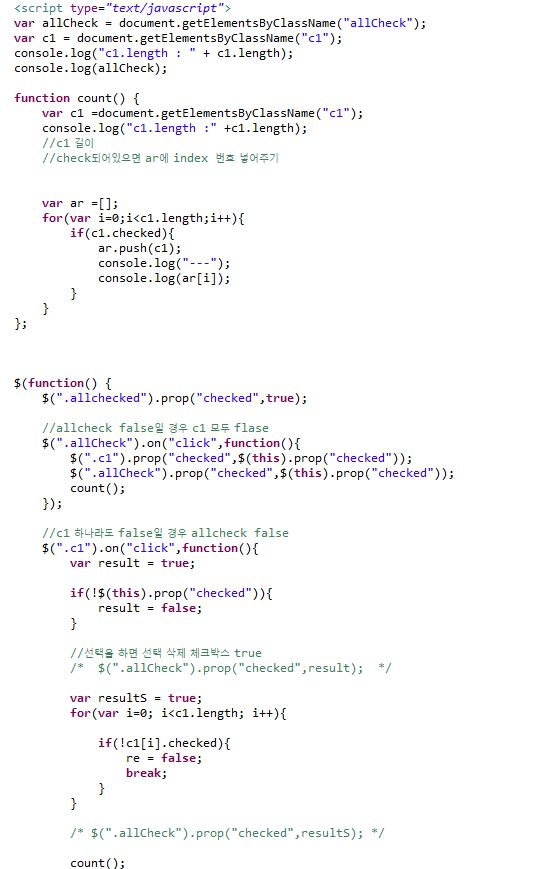 <script type="text/javascript">
var allCheck = document.getElementsByClassName("allCheck");
var c1 = document.getElementsByClassName("c1");
console.log("c1.length : " + c1.length);
console.log(allCheck);
function count() {
var c1 =document.getElementsByClassName("c1");
console.log("c1.length :" +c1.length);
//c1 길이
//check되어있으면 ar에 index 번호 넣어주기
var ar =[];
for(var i=0;i<c1.length;i++){
if(c1.checked){
ar.push(c1);
console.log("---");
console.log(ar[i]);
}
}
};
$(function() {
$(".allchecked").prop("checked",true);
//allcheck false일 경우 c1 모두 flase
$(".allCheck").on("click",function(){
$(".c1").prop("checked",$(this).prop("checked"));
$(".allCheck").prop("checked",$(this).prop("checked"));
count();
});
//c1 하나라도 false일 경우 allcheck false
$(".c1").on("click",function(){
var result = true;
if(!$(this).prop("checked")){
result = false;
}
//선택을 하면 선택 삭제 체크박스 true
/*  $(".allCheck").prop("checked",result);  */
var resultS = true;
for(var i=0; i<c1.length; i++){
if(!c1[i].checked){
re = false;
break;
}
}
/* $(".allCheck").prop("checked",resultS); */
count();